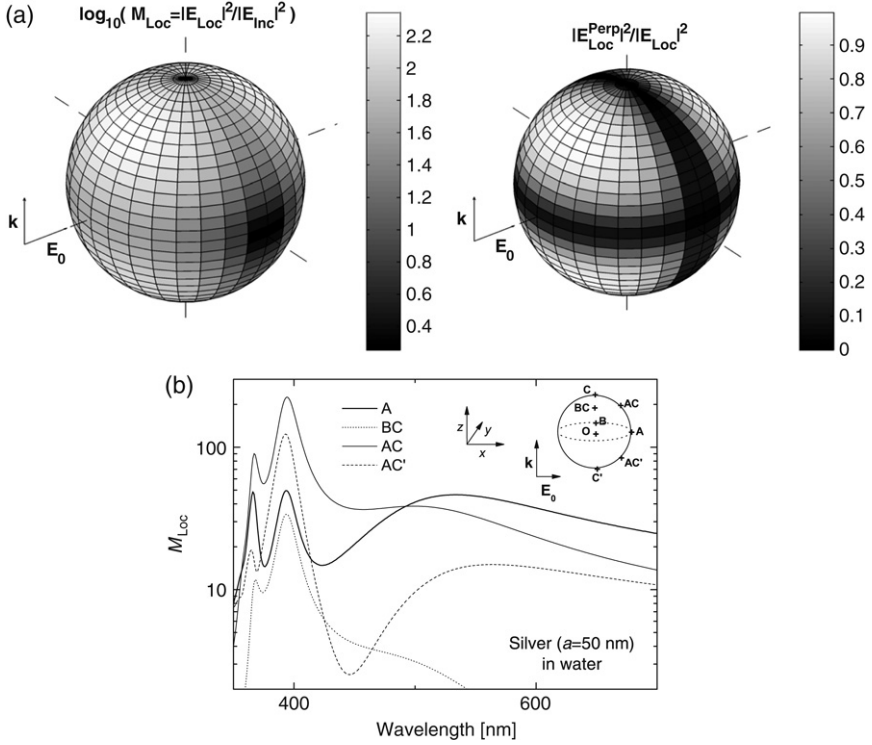 (a)
log10( MLoc=|ELoc|²/|EInc|² )
2.2
2
1.8
1.6
1.4
1.2
1
0.8
0.6
0.4
k
E0
|ELoc^Perp|²/|ELoc|²
0.9
0.8
0.7
0.6
0.5
0.4
0.3
0.2
0.1
0
k
E0
(b)
A
BC
AC
AC'
z
y
x
k
E0
C
BC
AC
B
O
A
AC'
C'
100
10
MLoc
Silver (a=50 nm)
in water
400
600
Wavelength [nm]